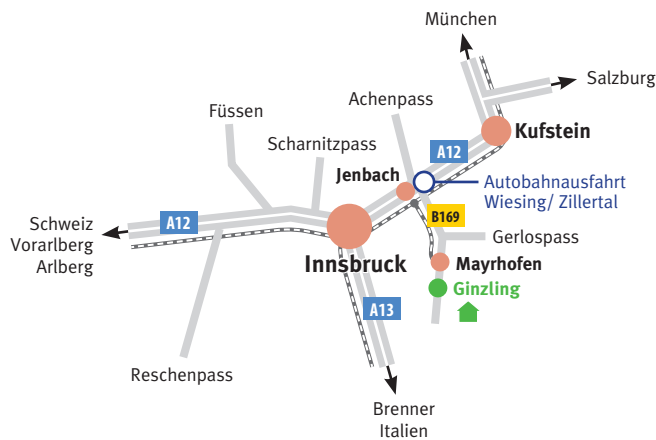 München
Salzburg
Achenpass
Füssen
Kufstein
Scharnitzpass
A12
Jenbach
Autobahnausfahrt
Wiesing/ Zillertal
Schweiz
Vorarlberg
Arlberg
A12
B169
Gerlospass
Innsbruck
Mayrhofen
Ginzling
A13
Reschenpass
Brenner
Italien